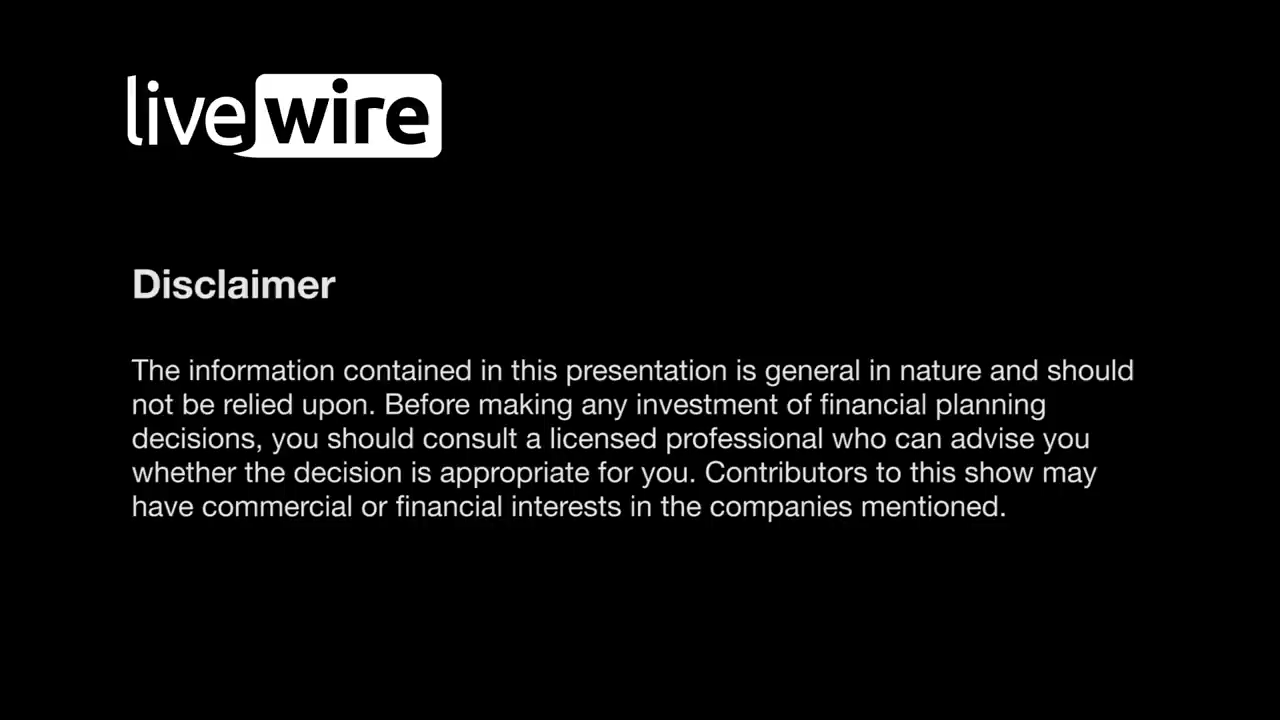 livewire
Disclaimer
The information contained in this presentation is general in nature and should
not be relied upon. Before making any investment of financial planning
decisions, you should consult a licensed professional who can advise you
whether the decision is appropriate for you. Contributors to this show may
have commercial or financial interests in the companies mentioned.